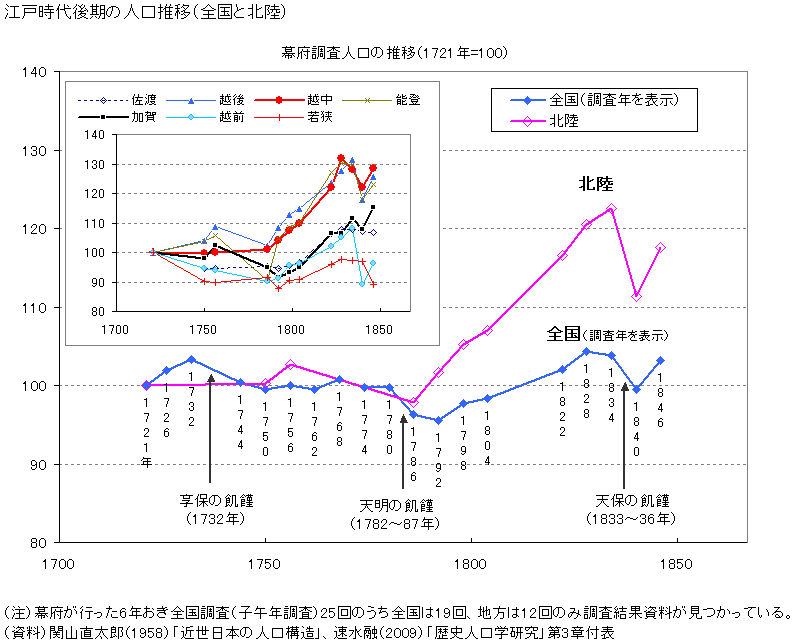 江戸時代後期の人口推移（全国と北陸）
幕府調査人口の推移（1721年=100）
140
130
120
110
100
90
80
1700
1750
1800
1850
佐渡
越後
越中
能登
加賀
越前
若狭
140
130
120
110
100
90
80
1700
1750
1800
1850
全国（調査年を表示）
北陸
北陸
全国（調査年を表示）
1721年
1726
1732
1744
1750
1756
1762
1768
1774
1780
1786
1792
1798
1804
1822
1828
1834
1840
1846
享保の飢饉
（1732年）
天明の飢饉
（1782～87年）
天保の飢饉
（1833～36年）
（注）幕府が行った6年おき全国調査（子午年調査）25回のうち全国は19回、地方は12回のみ調査結果資料が見つかっている。
（資料）関山直太郎（1958）「近世日本の人口構造」、速水融（2009）「歴史人口学研究」第3章付表